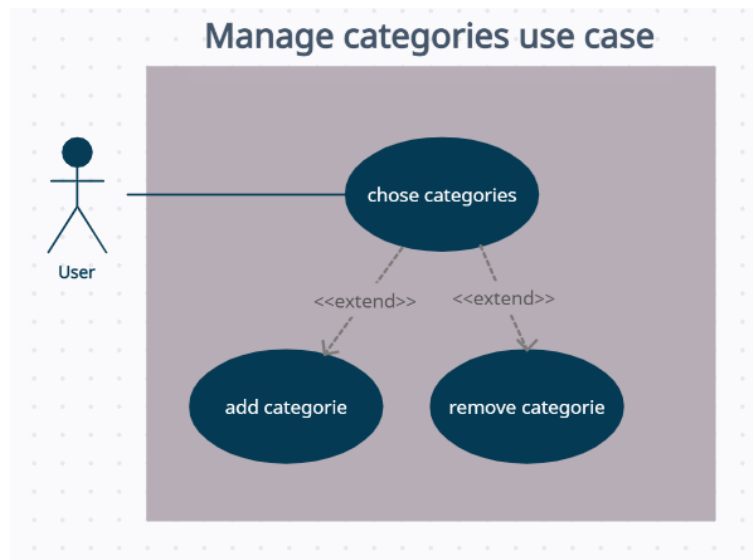 Manage categories use case
chose categories
User
<<extend>>
<<extend>>
add categorie
remove categorie